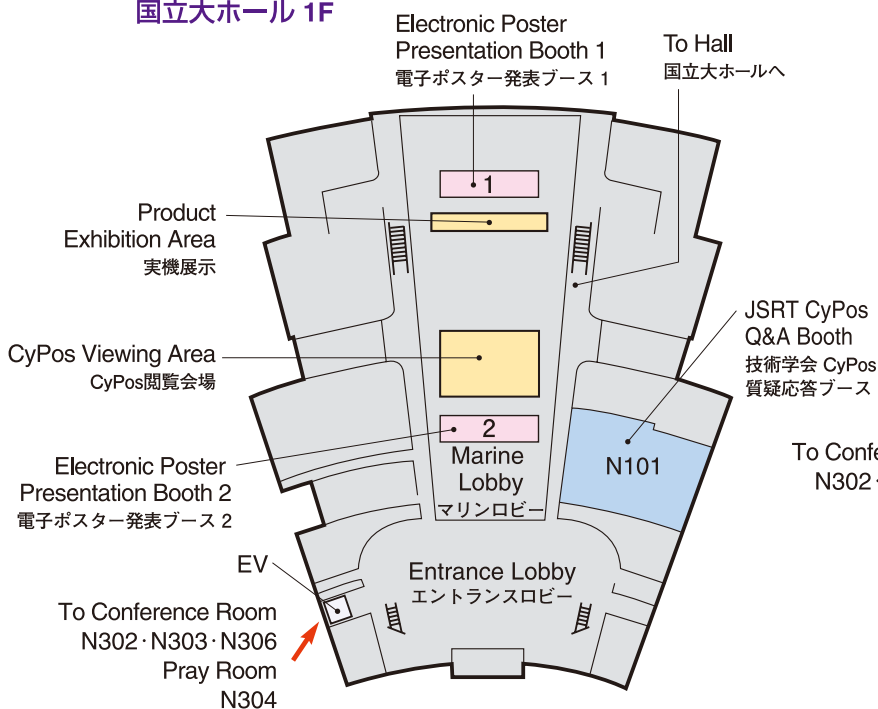 国立大ホール 1F
Electronic Poster
Presentation Booth 1
電子ポスター発表ブース 1
To Hall
国立大ホールへ
1
Product
Exhibition Area
実機展示
JSRT CyPos
Q&A Booth
技術学会 CyPos
質疑応答ブース
CyPos Viewing Area
CyPos閲覧会場
2
Marine
Lobby
マリンロビー
N101
Electronic Poster
Presentation Booth 2
電子ポスター発表ブース 2
To Confe
N302
EV
Entrance Lobby
エントランスロビー
To Conference Room
N302・N303・N306
Pray Room
N304